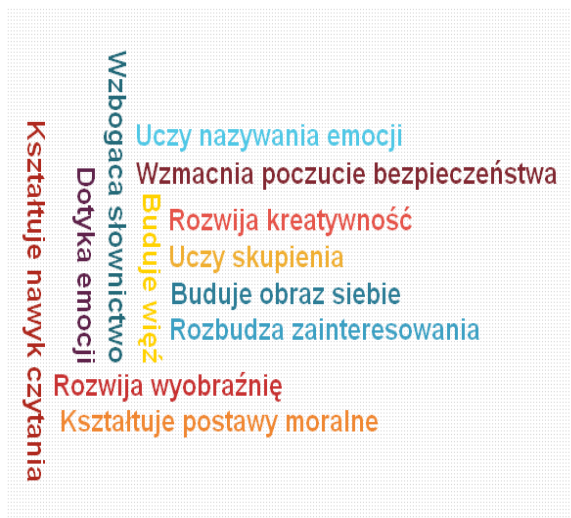 Kształtuje nawyk czytania
Dotyka emocji
Wzbogaca słownictwo
Buduje więź
Uczy nazywania emocji
Wzmacnia poczucie bezpieczeństwa
Rozwija kreatywność
Uczy skupienia
Buduje obraz siebie
Rozbudza zainteresowania
Rozwija wyobraźnię
Kształtuje postawy moralne